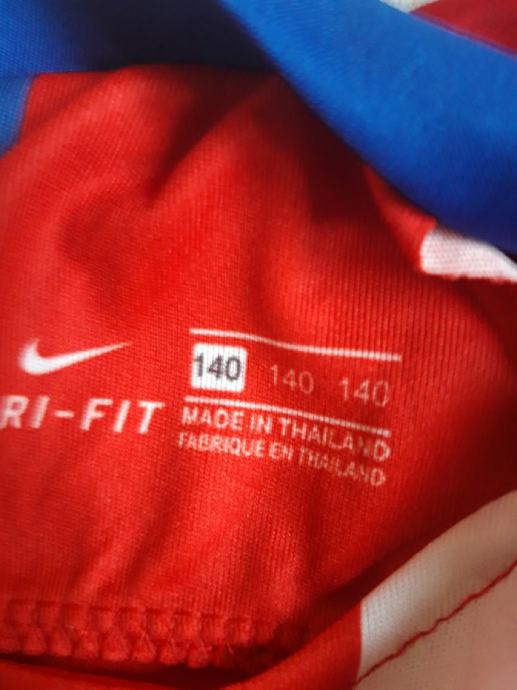 140 140 140
RI-FIT
MADE IN THAILAND
FABRIQUE EN THAILAND